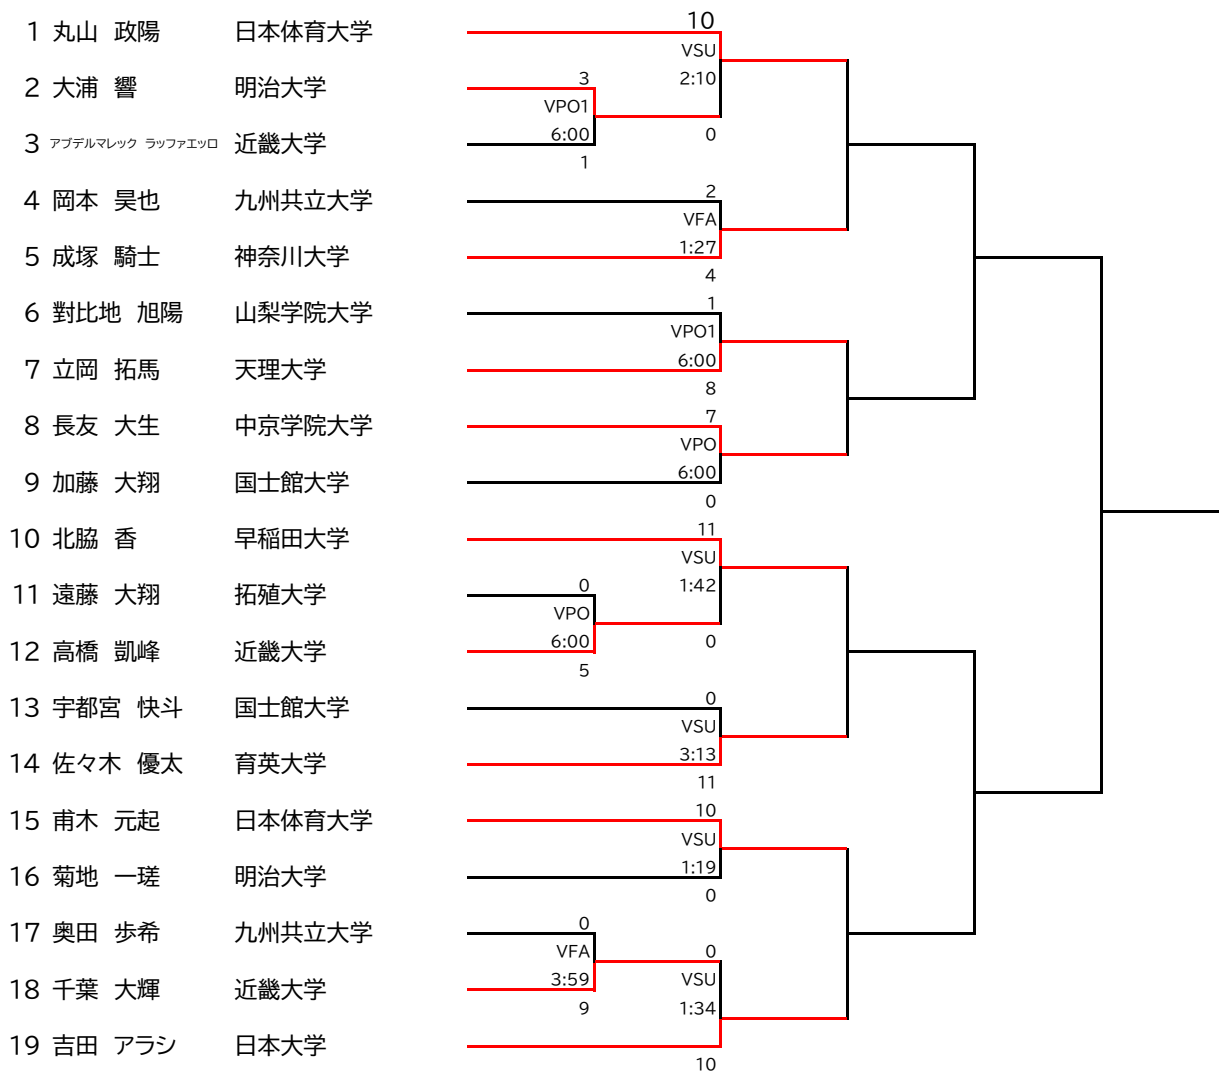 1 丸山 政陽 日本体育大学 10
VSU
2 大浦 響 明治大学 3 2:10
VPO1
6:00 0
3 アブデルマレック ラッファエッロ 近畿大学
1
4 岡本 昊也 九州共立大学 2
VFA
1:27
5 成塚 騎士 神奈川大学
4
6 對比地 旭陽 山梨学院大学 1
VPO1
6:00
7 立岡 拓馬 天理大学
8
8 長友 大生 中京学院大学 7
VPO
6:00
9 加藤 大翔 国士館大学
0
10 北脇 香 早稲田大学 11
VSU
11 遠藤 大翔 拓殖大学 0 1:42
VPO
6:00 0
12 高橋 凱峰 近畿大学
5
13 宇都宮 快斗 国士館大学 0
VSU
3:13
14 佐々木 優太 育英大学
11
15 甫木 元起 日本体育大学 10
VSU
1:19
16 菊地 一瑳 明治大学
0
17 奥田 歩希 九州共立大学 0
VFA 0
3:59 VSU
18 千葉 大輝 近畿大学
9 1:34
19 吉田 アラシ 日本大学
10